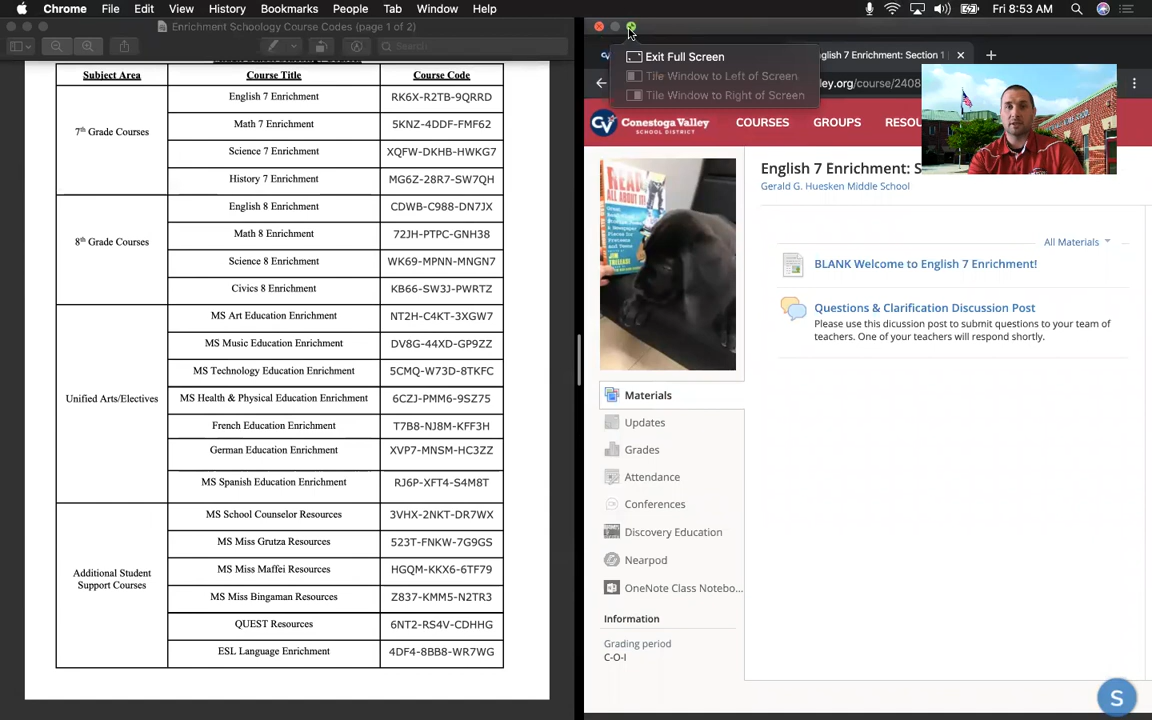 Chrome File Edit View History Bookmarks People Tab Window Help Fri 8:53 AM
Enrichment Schoology Course Codes (page 1 of 2)
Search
Subject Area Course Title Course Code
7th Grade Courses
English 7 Enrichment RK6X-R2TB-9QRRD
Math 7 Enrichment 5KNZ-4DDF-FMF62
Science 7 Enrichment XQFW-DKHB-HWKG7
History 7 Enrichment MG6Z-28R7-SW7QH
8th Grade Courses
English 8 Enrichment CDWB-C988-DN7JX
Math 8 Enrichment 72JH-PTPC-GNH38
Science 8 Enrichment WK69-MPNN-MNGN7
Civics 8 Enrichment KB66-SW3J-PWRTZ
Unified Arts/Electives
MS Art Education Enrichment NT2H-C4KT-3XGW7
MS Music Education Enrichment DV8G-44XD-GP9ZZ
MS Technology Education Enrichment 5CMQ-W73D-8TKFC
MS Health & Physical Education Enrichment 6CZJ-PMM6-9SZ75
French Education Enrichment T7B8-NJ8M-KFF3H
German Education Enrichment XVP7-MNSM-HC3ZZ
MS Spanish Education Enrichment RJ6P-XFT4-S4M8T
Additional Student
Support Courses
MS School Counselor Resources 3VHX-2NKT-DR7WX
MS Miss Grutza Resources 523T-FNKW-7G9GS
MS Miss Maffei Resources HGQM-KKX6-6TF79
MS Miss Bingaman Resources Z837-KMM5-N2TR3
QUEST Resources 6NT2-RS4V-CDHHG
ESL Language Enrichment 4DF4-8BB8-WR7WG
Exit Full Screen
Tile Window to Left of Screen
Tile Window to Right of Screen
nglish 7 Enrichment: Section 1
ley.org/course/2408
Conestoga Valley
SCHOOL DISTRICT
COURSES GROUPS RESOU
English 7 Enrichment: S
Gerald G. Huesken Middle School
READ
ALL ABOUT IT!
JIM
TRELEASE
All Materials
BLANK Welcome to English 7 Enrichment!
Questions & Clarification Discussion Post
Please use this dicussion post to submit questions to your team of
teachers. One of your teachers will respond shortly.
Materials
Updates
Grades
Attendance
Conferences
Discovery Education
Nearpod
OneNote Class Notebo...
Information
Grading period
C-O-I
S